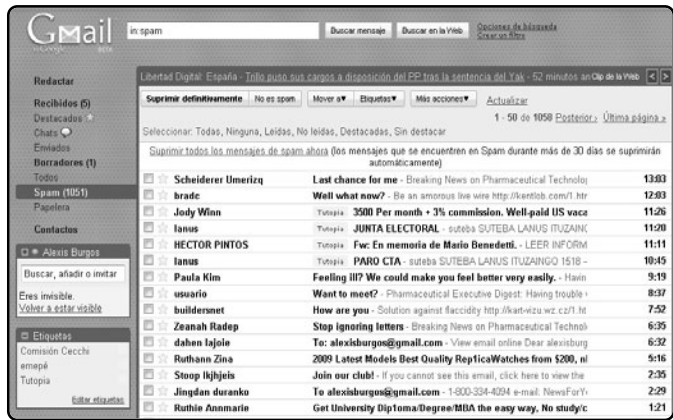 Gmail
by Google BETA
in:spam
Buscar mensaje
Buscar en la Web
Opciones de búsqueda
Crear un filtro
Redactar
Recibidos (5)
Destacados
Chats
Enviados
Borradores (1)
Todos
Spam (1051)
Papelera
Contactos
Alexis Burgos
Buscar, añadir o invitar
Eres invisible.
Volver a estar visible
Etiquetas
Comisión Cecchi
emepé
Tutopia
Editar etiquetas
Libertad Digital: España - Trillo puso sus cargos a disposición del PP tras la sentencia del Yak - 52 minutos an Clip de la Web < >
Suprimir definitivamente No es spam Mover a Etiquetas Más acciones Actualizar
1 - 50 de 1058 Posterior › Última página »
Seleccionar: Todas, Ninguna, Leídas, No leídas, Destacadas, Sin destacar
Suprimir todos los mensajes de spam ahora (los mensajes que se encuentren en Spam durante más de 30 días se suprimirán
automáticamente)
Scheiderer Umerizq Last chance for me - Breaking News on Pharmaceutical Technol 13:03
bradc Well what now? - Be an amorous live wire http://kentlob.com/1.htr 12:03
Jody Winn Tutopia 3500 Per month + 3% commission. Well-paid US vaca 11:26
lanus Tutopia JUNTA ELECTORAL - suteba SUTEBA LANUS ITUZAINGO 11:20
HECTOR PINTOS Tutopia Fw: En memoria de Mario Benedetti. - LEER INFORM 11:11
lanus Tutopia PARO CTA - suteba SUTEBA LANUS ITUZAINGO 1518 - 10:45
Paula Kim Feeling ill? We could make you feel better very easily. - Havin 9:19
usuario Want to meet? - Pharmaceutical Executive Digest: Having trouble 8:37
buildersnet How are you - Solution against flaccidity http://kart-wizu.wz.cz/1.ht 7:52
Zeanah Radep Stop ignoring letters - Breaking News on Pharmaceutical Technol 6:35
dahen lajoie To: alexisburgos@gmail.com - View email online Dear alexisburg 6:32
Ruthann Zina 2009 Latest Models Best Quality Rep1icaWatches from $200, nl 5:16
Stoop Ikjhjeis Join our club! - If you cannot see this email, click here to view the 2:35
Jingdan duranko To alexisburgos@gmail.com - 1-800-334-4094 e-mail: NewsForY 2:29
Ruthie Annmarie Get University Dip1oma/Degree/MBA the easy way, No study/c 1:21